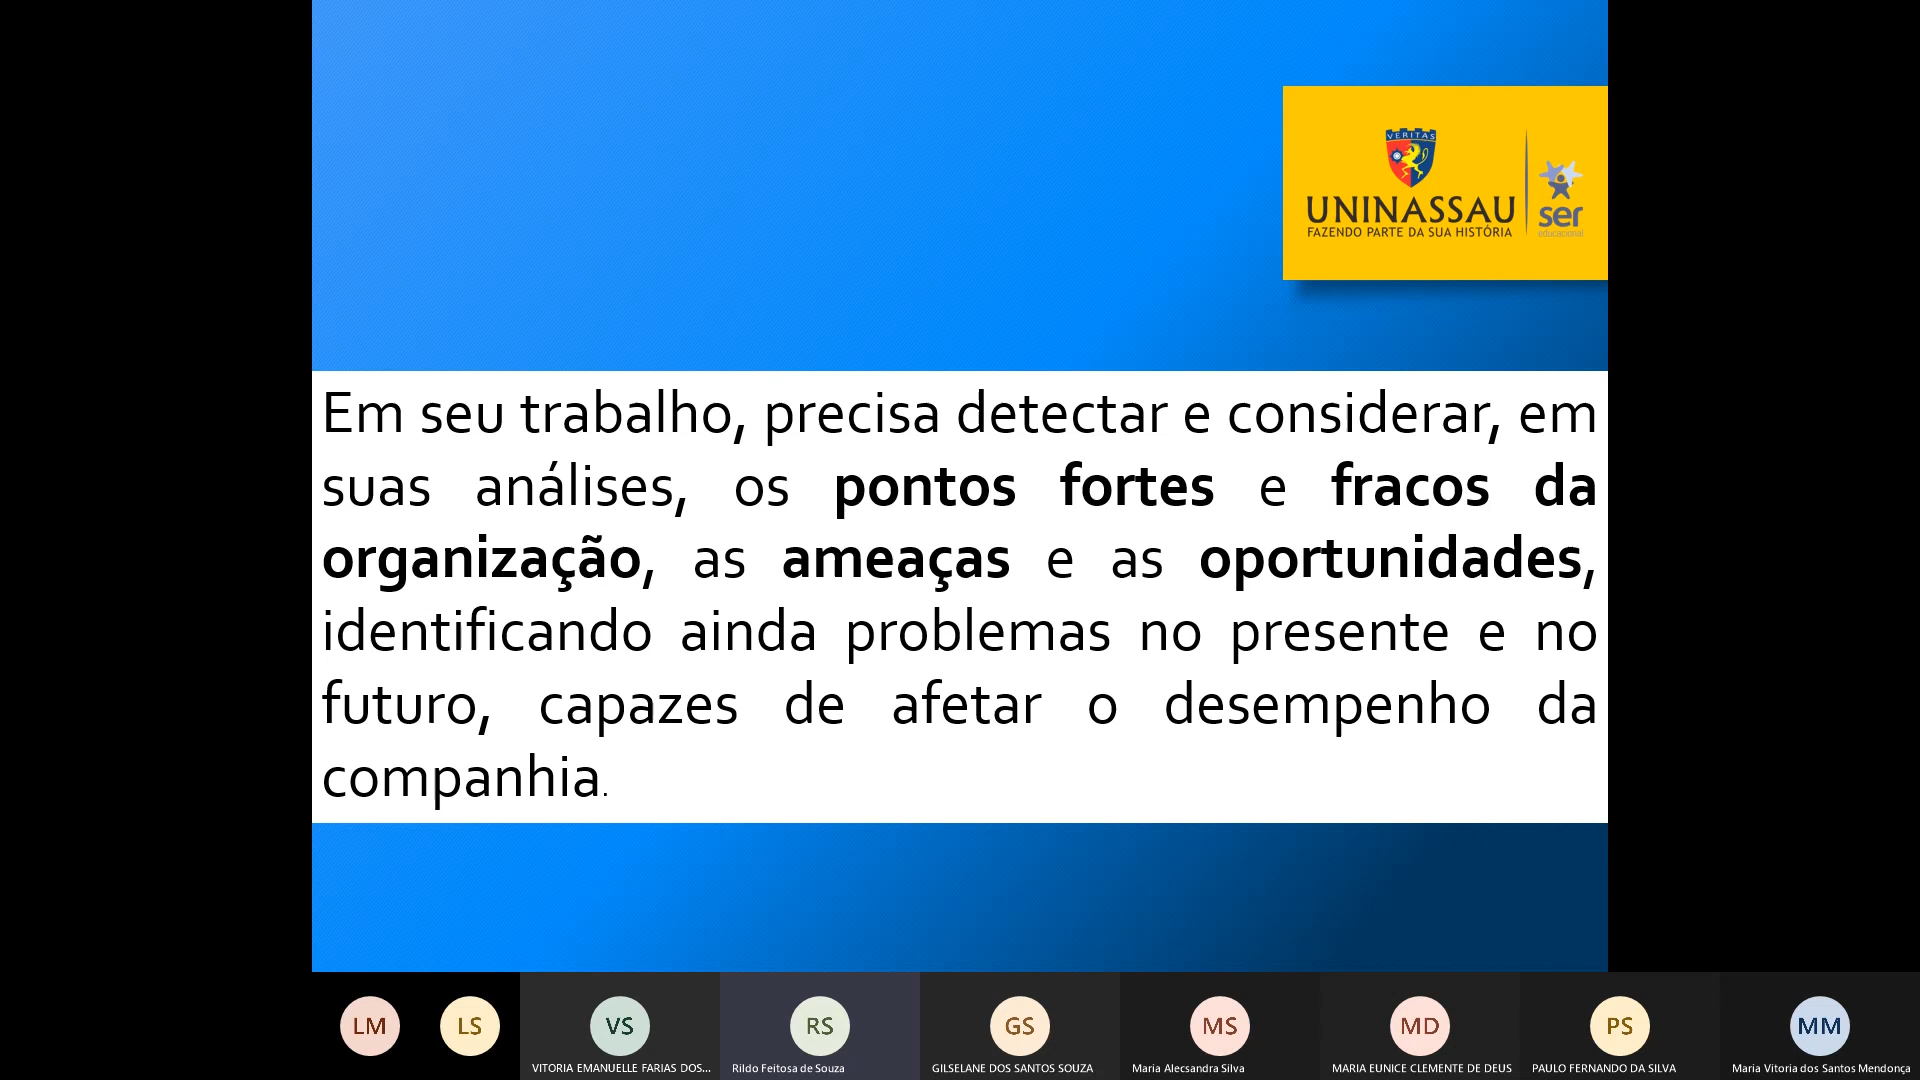 VERITAS
UNINASSAU
FAZENDO PARTE DA SUA HISTÓRIA
ser
educacional
Em seu trabalho, precisa detectar e considerar, em
suas análises, os pontos fortes e fracos da
organização, as ameaças e as oportunidades,
identificando ainda problemas no presente e no
futuro, capazes de afetar o desempenho da
companhia.
LM
LS
VS
RS
GS
MS
MD
PS
MM
VITORIA EMANUELLE FARIAS DOS...
Rildo Feitosa de Souza
GILSELANE DOS SANTOS SOUZA
Maria Alecsandra Silva
MARIA EUNICE CLEMENTE DE DEUS
PAULO FERNANDO DA SILVA
Maria Vitoria dos Santos Mendonça